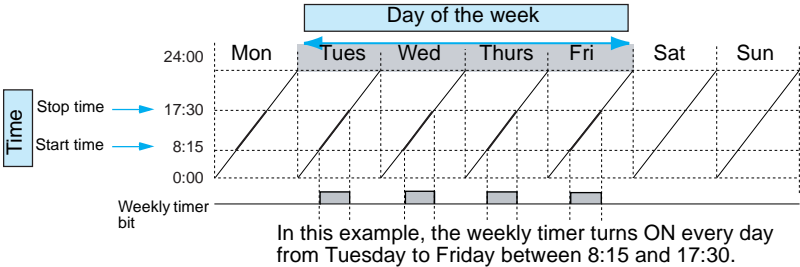 Day of the week
24:00 Mon Tues Wed Thurs Fri Sat Sun
Time
Stop time 17:30
Start time 8:15
0:00
Weekly timer
bit
In this example, the weekly timer turns ON every day
from Tuesday to Friday between 8:15 and 17:30.